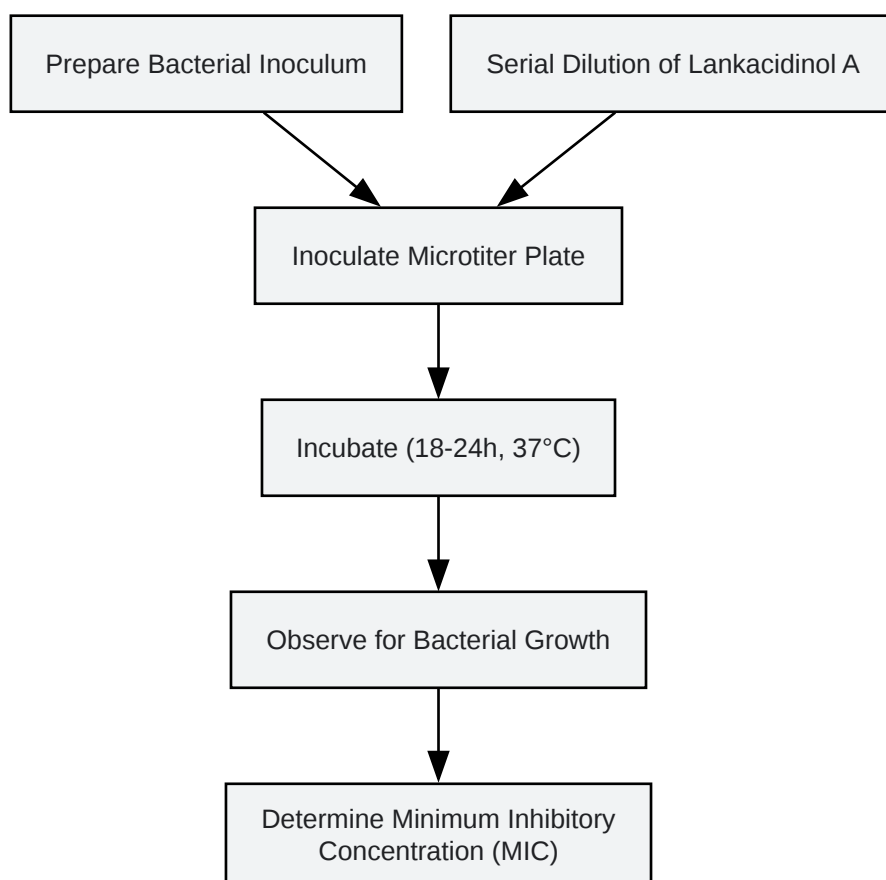 Prepare Bacterial Inoculum
Serial Dilution of Lankacidinol A
Inoculate Microtiter Plate
Incubate (18-24h, 37°C)
Observe for Bacterial Growth
Determine Minimum Inhibitory
Concentration (MIC)